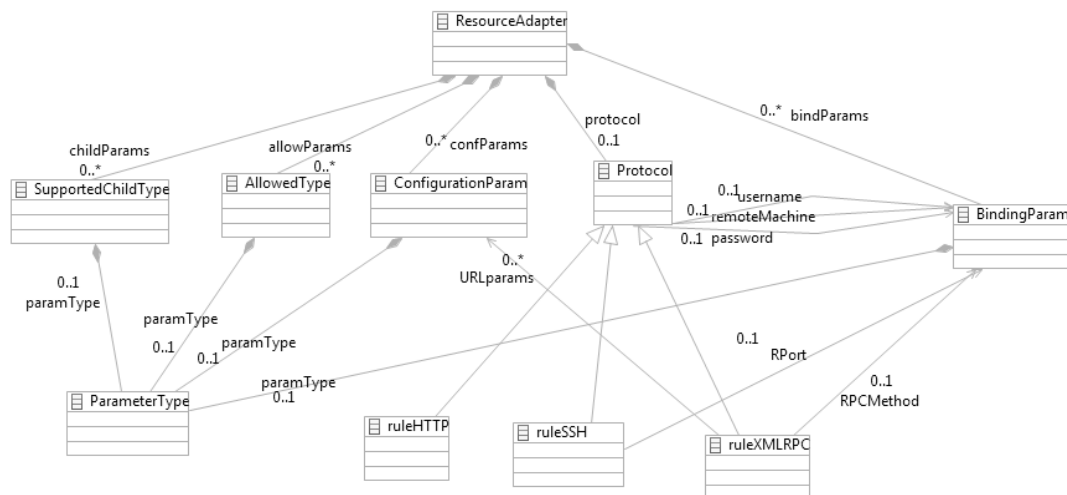 ResourceAdapter
childParams
0..*
allowParams
0..*
0..*
confParams
protocol
0..1
0..*
bindParams
SupportedChildType
AllowedType
ConfigurationParam
Protocol
0..1
username
0..1
remoteMachine
0..1
password
BindingParam
0..1
paramType
paramType
0..1
paramType
0..1
paramType
0..1
0..*
URLparams
0..1
RPort
0..1
RPCMethod
ParameterType
ruleHTTP
ruleSSH
ruleXMLRPC